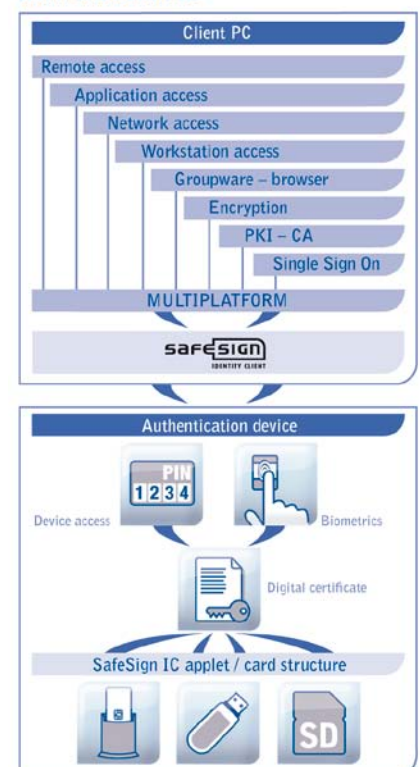 Client PC
Remote access
Application access
Network access
Workstation access
Groupware – browser
Encryption
PKI – CA
Single Sign On
MULTIPLATFORM
safesign
IDENTITY CLIENT
Authentication device
PIN
1234
Device access
Biometrics
Digital certificate
SafeSign IC applet / card structure
SD